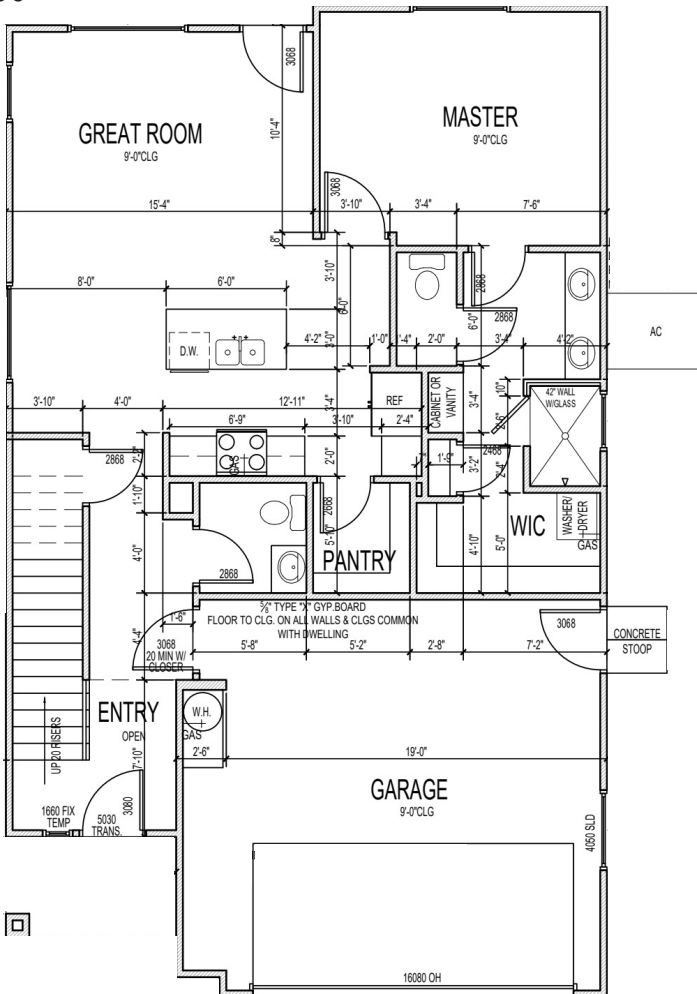 3068
10'-4"
GREAT ROOM
9'-0"CLG
MASTER
9'-0"CLG
3068
15'-4"
3'-10"
3'-4"
7'-6"
8"
8'-0"
6'-0"
3'-10"
6'-0"
2868
6'-0"
2868
D.W.
4'-2"
3'-0"
1'-0"
2'-0"
3'-4"
4'-2"
AC
3'-10"
4'-0"
12'-11"
3'-4"
REF
CABINET OR
VANITY
3'-4"
10"
2'-6"
42" WALL
W/GLASS
6'-9"
3'-10"
2'-4"
2868
GAS
2'-0"
1'-9"
3'-2"
2468
2'-4"
1'-10"
2668
5'-10"
4'-0"
2868
PANTRY
4'-10"
5'-0"
WIC
WASHER/
DRYER
GAS
5/8" TYPE "X" GYP.BOARD
FLOOR TO CLG. ON ALL WALLS & CLGS COMMON
WITH DWELLING
1'-6"
4'-4"
3068
20 MIN W/
CLOSER
5'-8"
5'-2"
2'-8"
7'-2"
3068
CONCRETE
STOOP
ENTRY
OPEN
W.H.
GAS
2'-6"
19'-0"
UP 20 RISERS
7'-10"
GARAGE
9'-0"CLG
1660 FIX
TEMP
5030
TRANS.
3080
4050 SLD
16080 OH